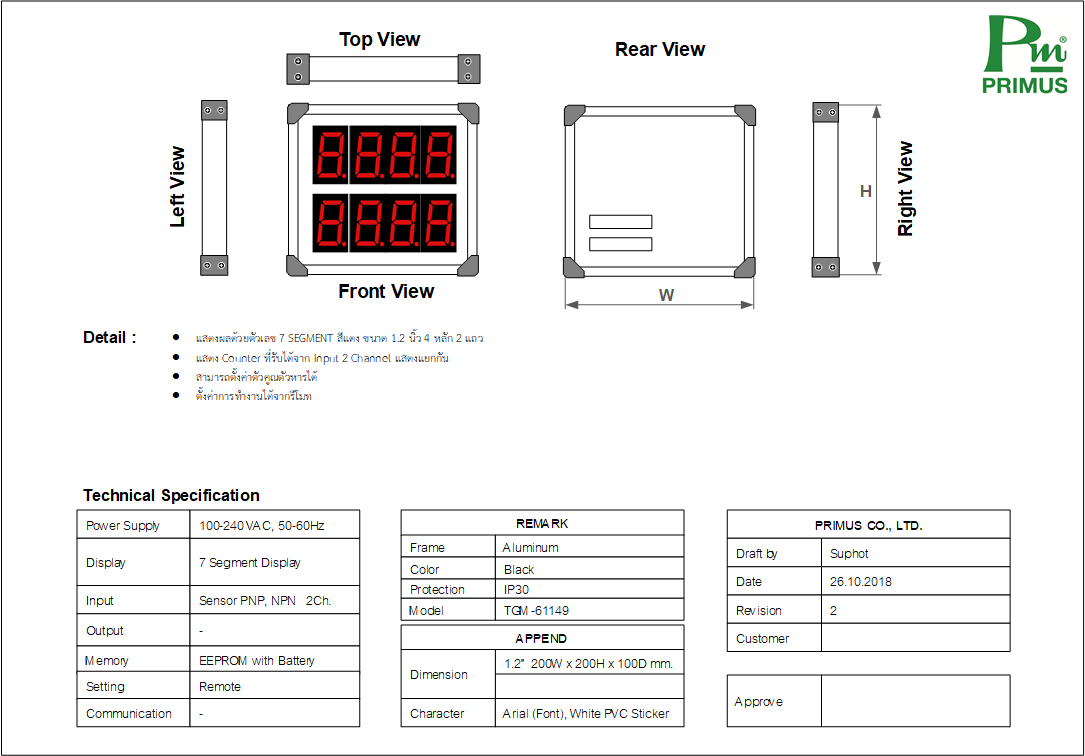 Top View
Rear View
Pm®
PRIMUS
Left View
8.8.8.8.
8.8.8.8.
Front View
W
H
Right View
Detail :
แสดงผลด้วยตัวเลข 7 SEGMENT สีแดง ขนาด 1.2 นิ้ว 4 หลัก 2 แถว
แสดง Counter ที่รับได้จาก Input 2 Channel แสดงแยกกัน
สามารถตั้งค่าตัวคูณตัวหารได้
ตั้งค่าการทำงานได้จากรีโมท
Technical Specification
Power Supply 100-240VAC, 50-60Hz
Display 7 Segment Display
Input Sensor PNP, NPN 2Ch.
Output -
Memory EEPROM with Battery
Setting Remote
Communication -
REMARK
Frame Aluminum
Color Black
Protection IP30
Model TGM-61149
APPEND
Dimension 1.2" 200W x 200H x 100D mm.
Character Arial (Font), White PVC Sticker
PRIMUS CO., LTD.
Draft by Suphot
Date 26.10.2018
Revision 2
Customer
Approve